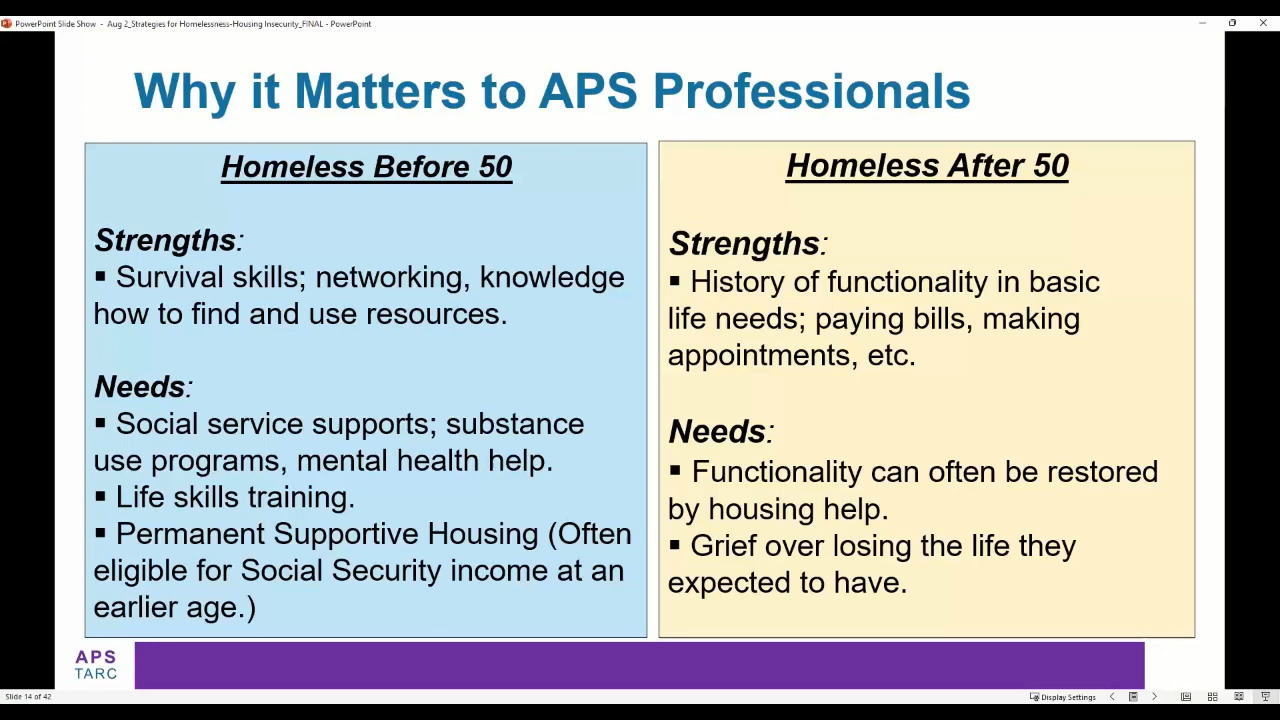 PowerPoint Slide Show - Aug 2_Strategies for Homelessness-Housing Insecurity_FINAL - PowerPoint
Why it Matters to APS Professionals
Homeless Before 50
Strengths:
▪ Survival skills; networking, knowledge
how to find and use resources.
Needs:
▪ Social service supports; substance
use programs, mental health help.
▪ Life skills training.
▪ Permanent Supportive Housing (Often
eligible for Social Security income at an
earlier age.)
Homeless After 50
Strengths:
▪ History of functionality in basic
life needs; paying bills, making
appointments, etc.
Needs:
▪ Functionality can often be restored
by housing help.
▪ Grief over losing the life they
expected to have.
APS
TARC
Slide 14 of 42
Display Settings